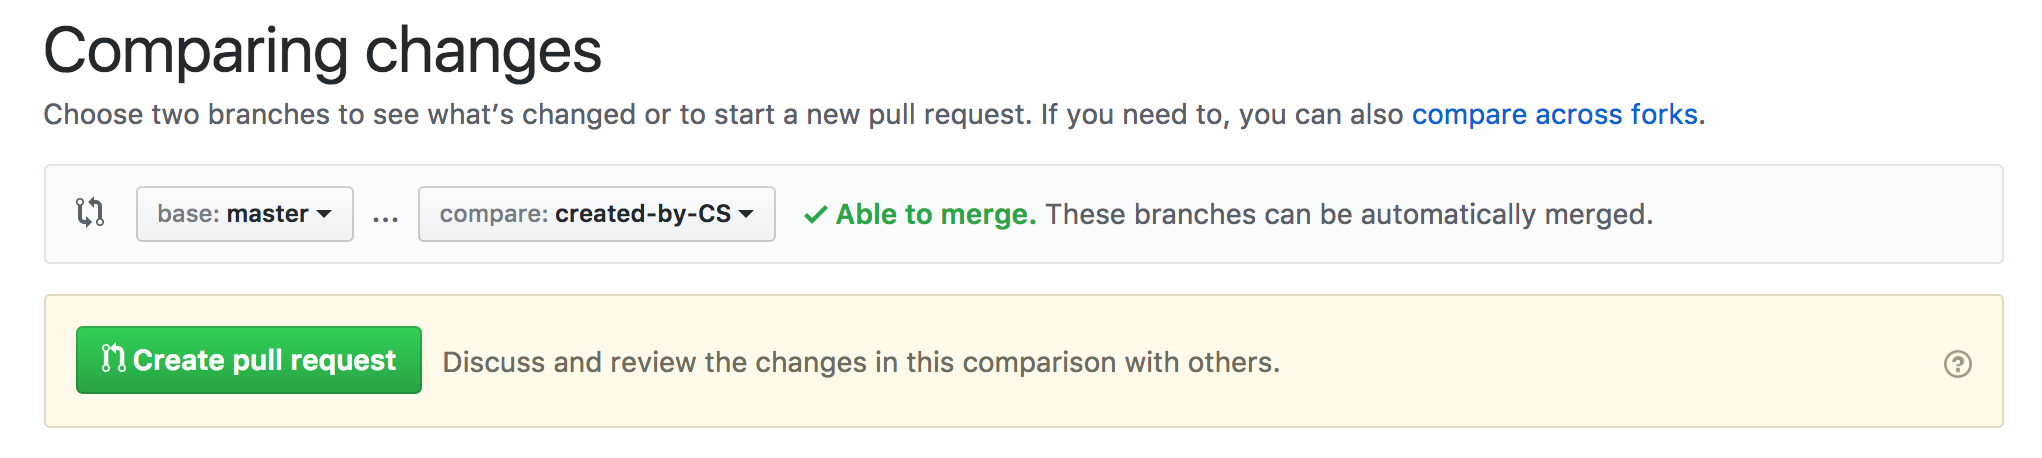 Comparing changes
Choose two branches to see what’s changed or to start a new pull request. If you need to, you can also compare across forks.
base: master ... compare: created-by-CS Able to merge. These branches can be automatically merged.
Create pull request Discuss and review the changes in this comparison with others. ?